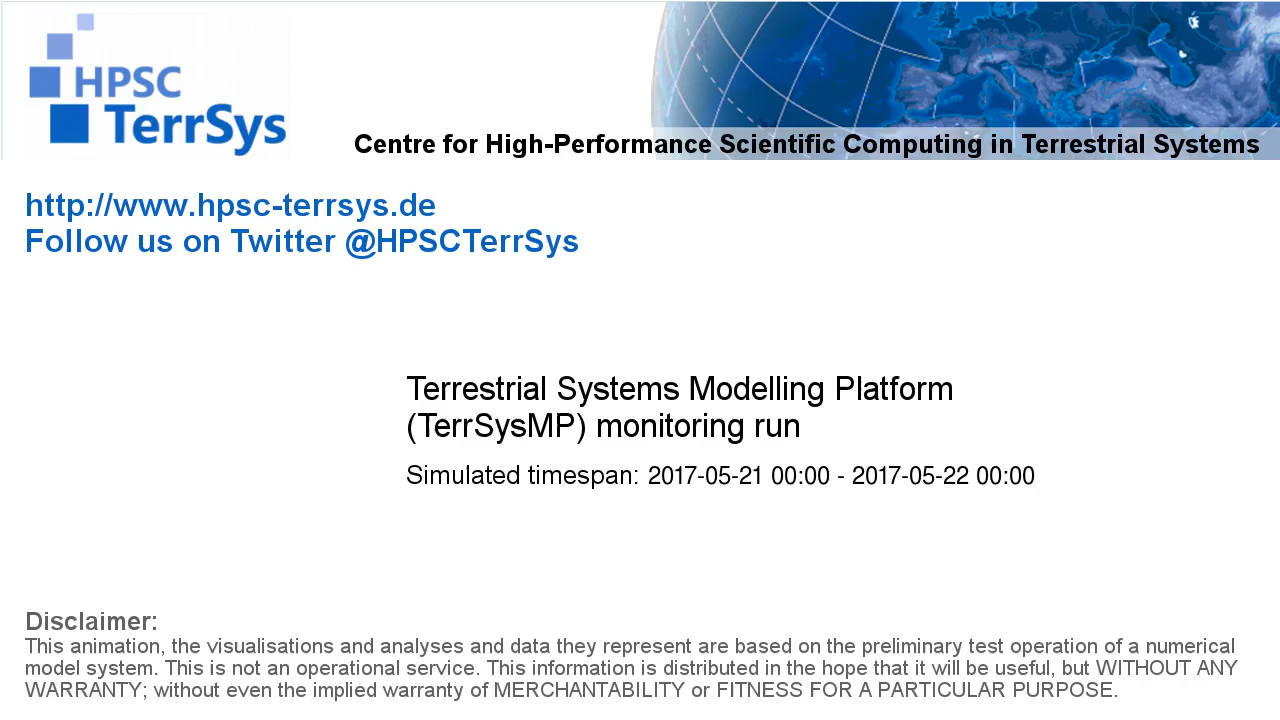 HPSC
TerrSys
Centre for High-Performance Scientific Computing in Terrestrial Systems
http://www.hpsc-terrsys.de
Follow us on Twitter @HPSCTerrSys
Terrestrial Systems Modelling Platform
(TerrSysMP) monitoring run
Simulated timespan: 2017-05-21 00:00 - 2017-05-22 00:00
Disclaimer:
This animation, the visualisations and analyses and data they represent are based on the preliminary test operation of a numerical
model system. This is not an operational service. This information is distributed in the hope that it will be useful, but WITHOUT ANY
WARRANTY; without even the implied warranty of MERCHANTABILITY or FITNESS FOR A PARTICULAR PURPOSE.